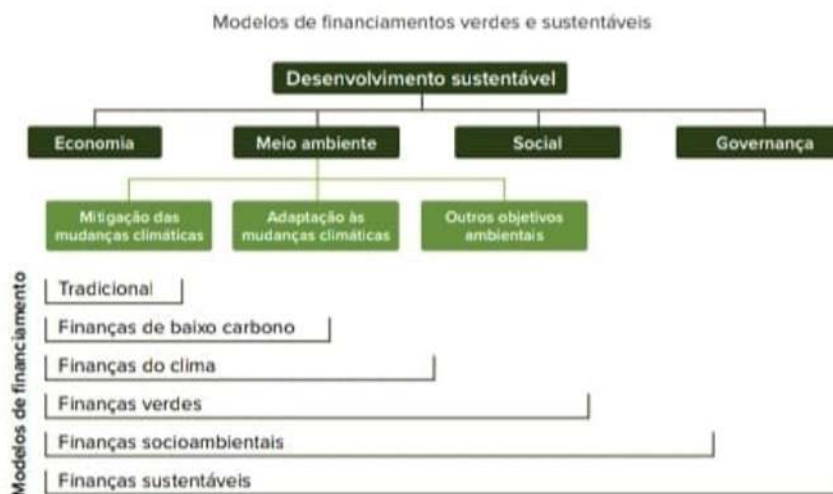 Modelos de financiamentos verdes e sustentáveis
Desenvolvimento sustentável
Economia
Meio ambiente
Social
Governança
Mitigação das
mudanças climáticas
Adaptação às
mudanças climáticas
Outros objetivos
ambientais
Modelos de financiamento
Tradicional
Finanças de baixo carbono
Finanças do clima
Finanças verdes
Finanças socioambientais
Finanças sustentáveis